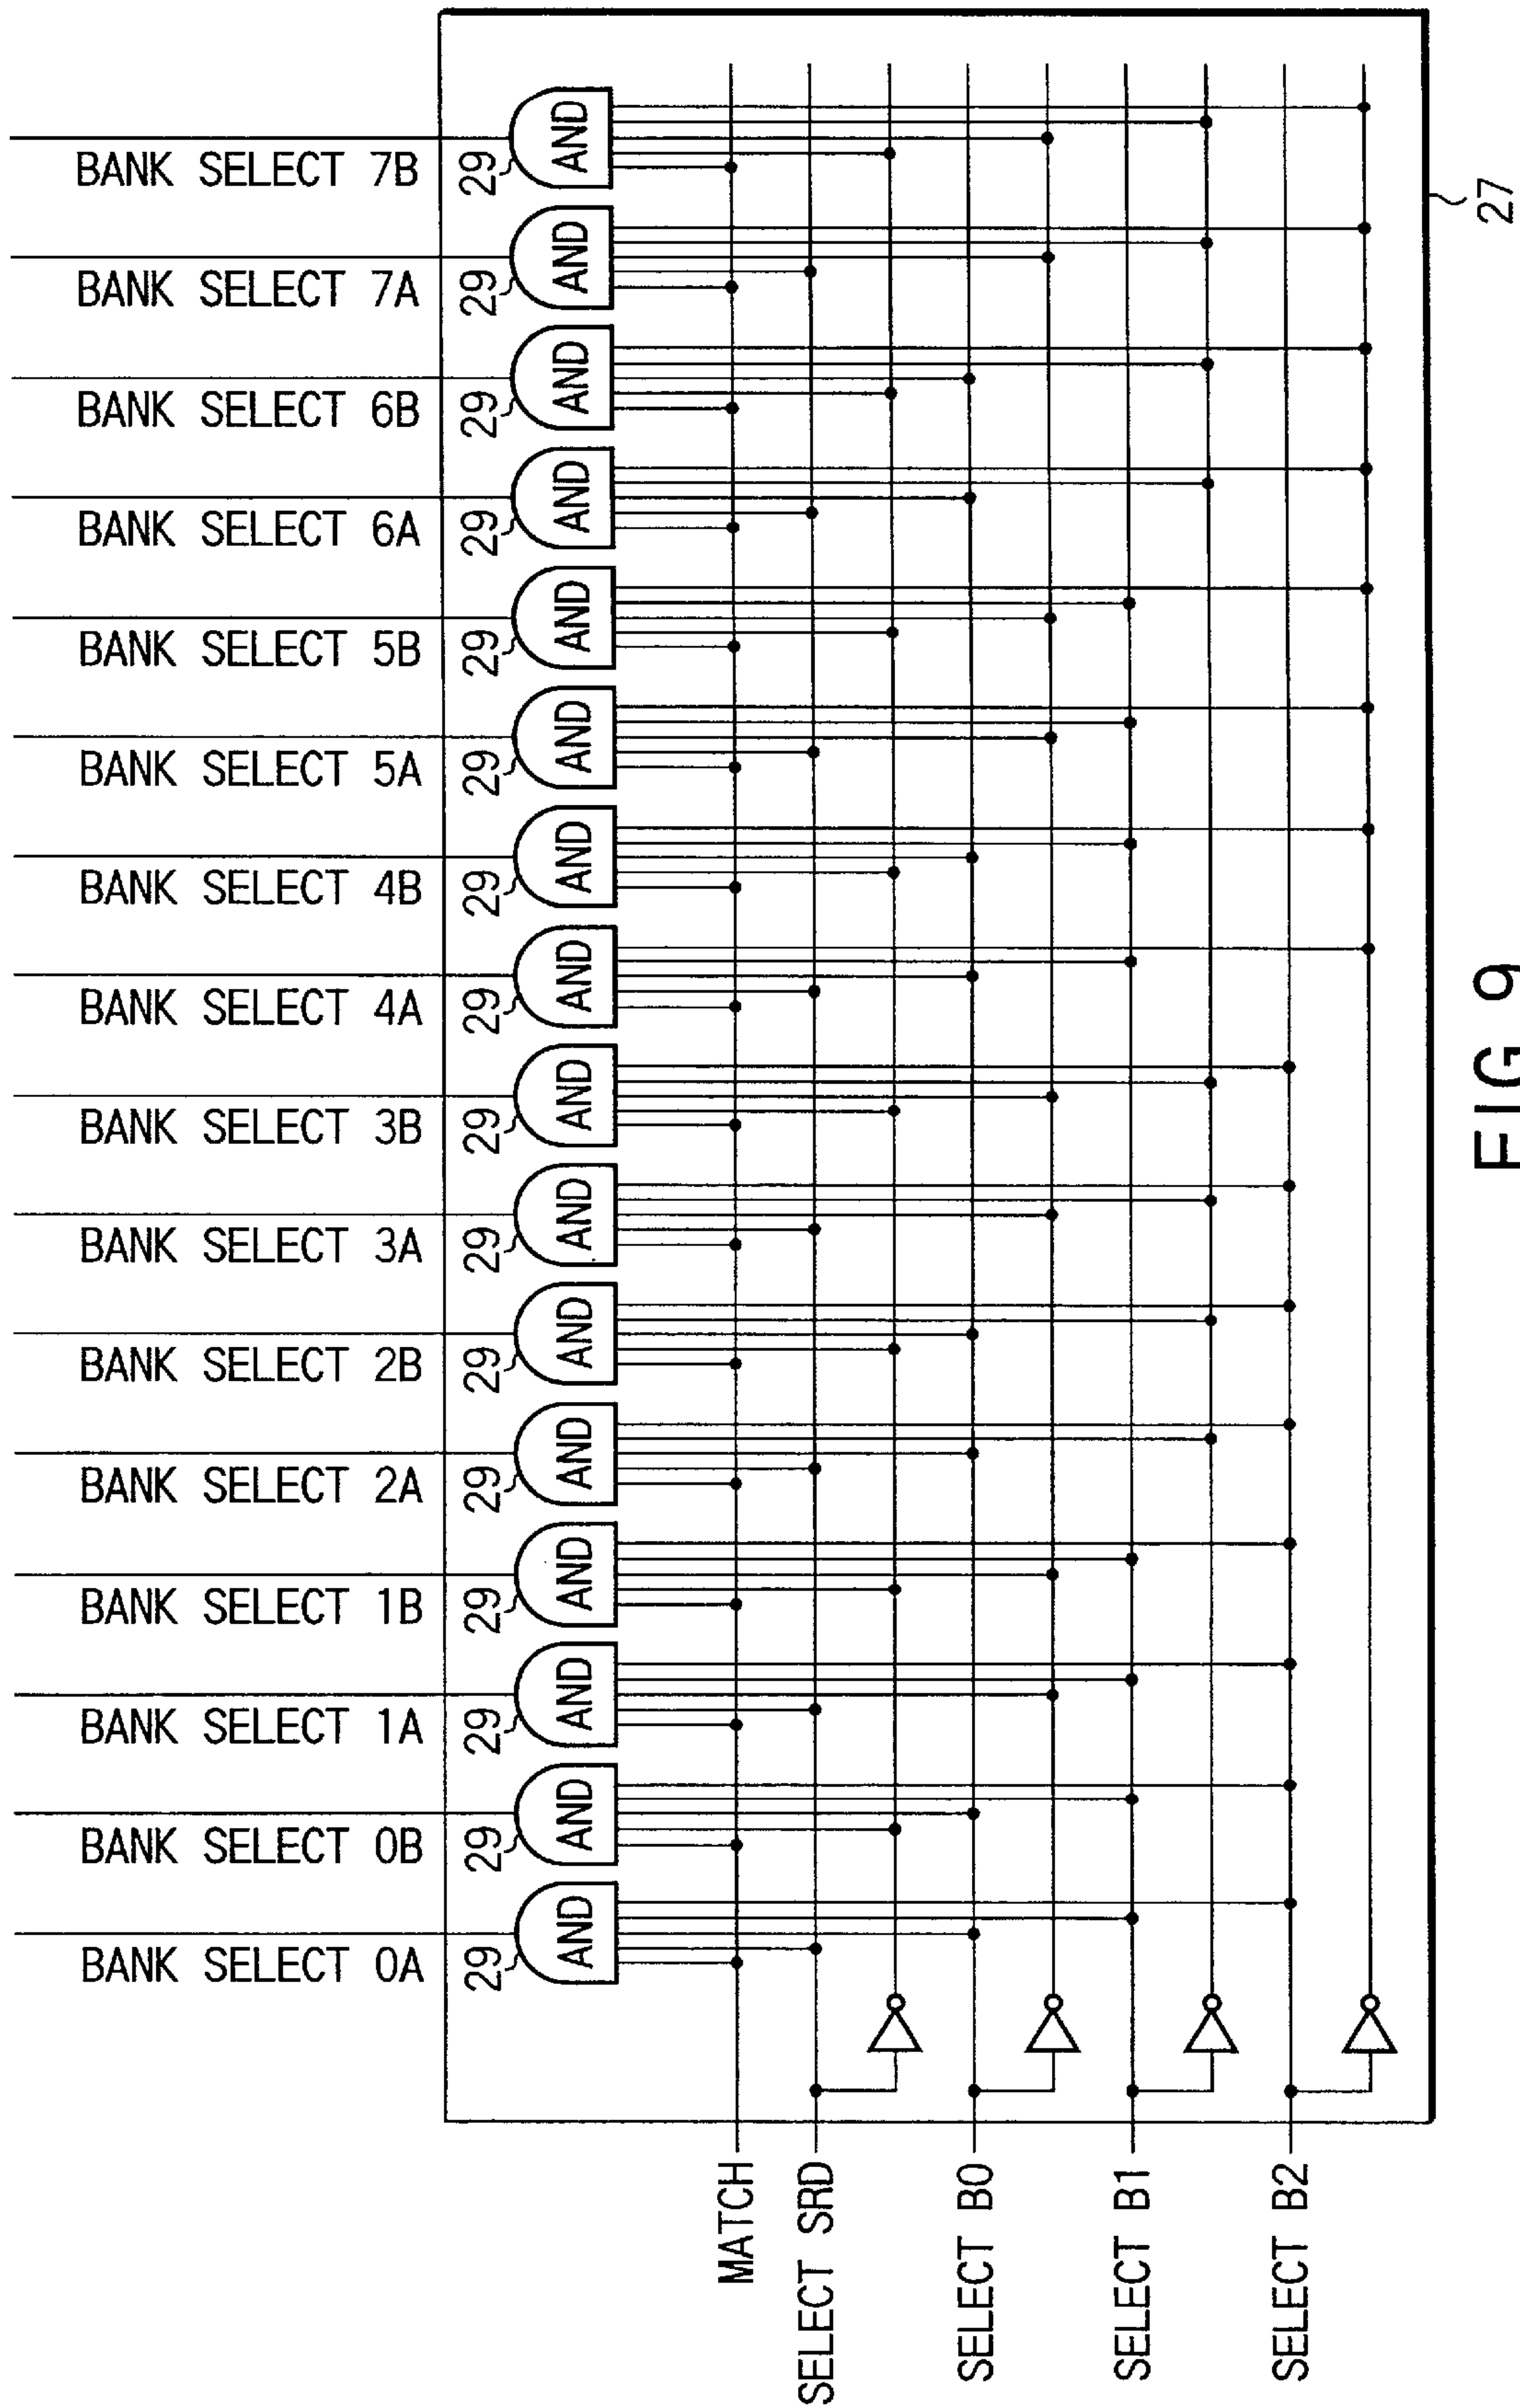 BANK SELECT 7B
29
AND
BANK SELECT 7A
29
AND
BANK SELECT 6B
29
AND
BANK SELECT 6A
29
AND
BANK SELECT 5B
29
AND
BANK SELECT 5A
29
AND
BANK SELECT 4B
29
AND
BANK SELECT 4A
29
AND
BANK SELECT 3B
29
AND
BANK SELECT 3A
29
AND
BANK SELECT 2B
29
AND
BANK SELECT 2A
29
AND
BANK SELECT 1B
29
AND
BANK SELECT 1A
29
AND
BANK SELECT 0B
29
AND
BANK SELECT 0A
29
AND
MATCH
SELECT SRD
SELECT B0
SELECT B1
SELECT B2
27
FIG 9